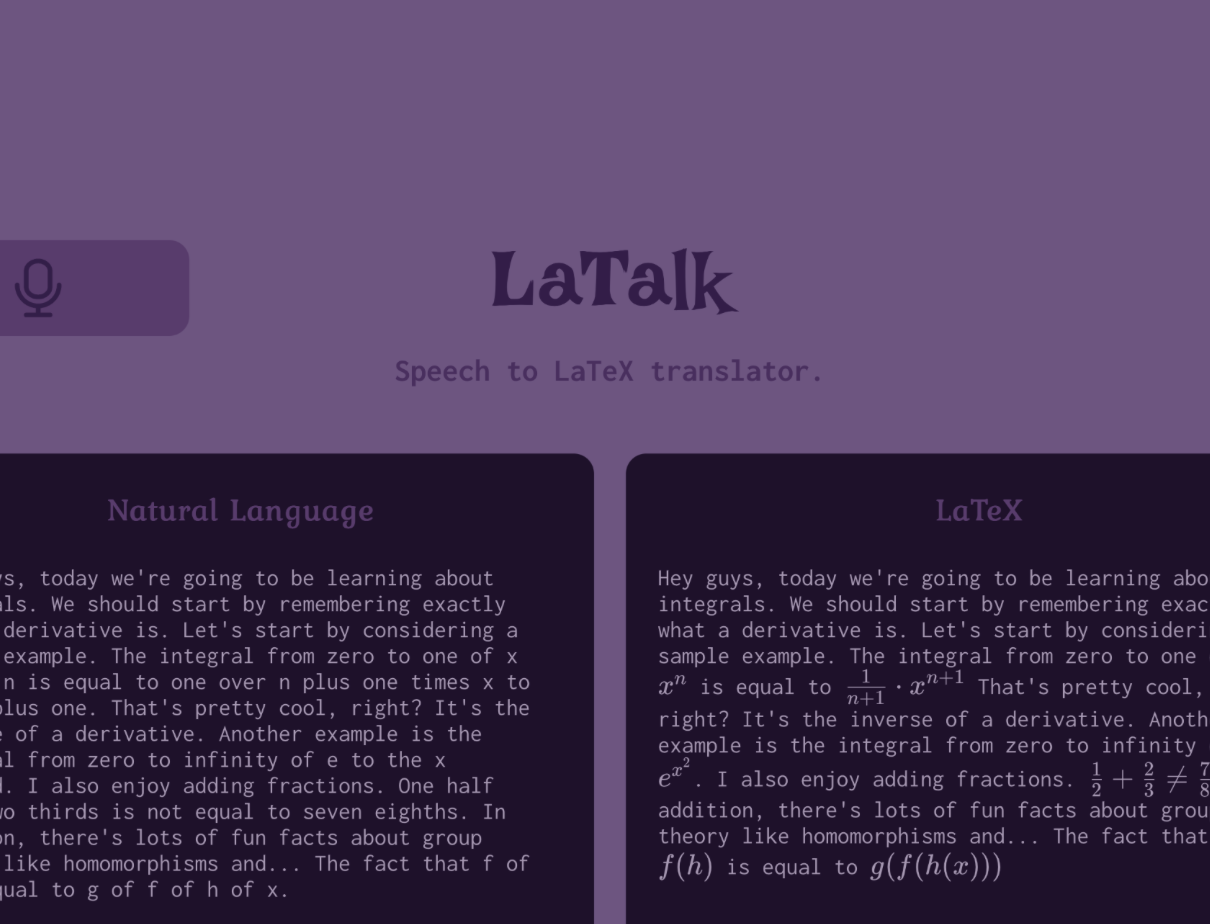 LaTalk
Speech to LaTeX translator.
Natural Language
ys, today we're going to be learning about
als. We should start by remembering exactly
derivative is. Let's start by considering a
example. The integral from zero to one of x
n is equal to one over n plus one times x to
plus one. That's pretty cool, right? It's the
e of a derivative. Another example is the
al from zero to infinity of e to the x
d. I also enjoy adding fractions. One half
wo thirds is not equal to seven eighths. In
on, there's lots of fun facts about group
like homomorphisms and... The fact that f of
qual to g of f of h of x.
LaTeX
Hey guys, today we're going to be learning abo
integrals. We should start by remembering exac
what a derivative is. Let's start by consideri
sample example. The integral from zero to one
$x^n$ is equal to $\frac{1}{n+1} \cdot x^{n+1}$ That's pretty cool,
right? It's the inverse of a derivative. Anoth
example is the integral from zero to infinity
$e^{x^2}$. I also enjoy adding fractions. $\frac{1}{2} + \frac{2}{3} \neq \frac{7}{8}$
addition, there's lots of fun facts about grou
theory like homomorphisms and... The fact that
$f(h)$ is equal to $g(f(h(x)))$